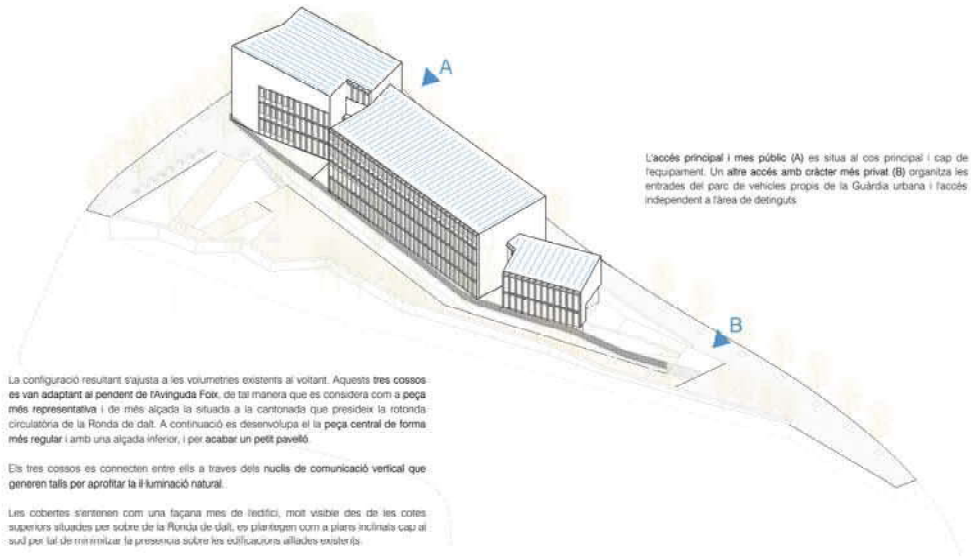 A
L'accés principal i mes públic (A) es situa al cos principal i cap de
l'equipament. Un altre accés amb cràcter més privat (B) organitza les
entrades del parc de vehicles propis de la Guàrdia urbana i l'accés
independent a l'àrea de detinguts
B
La configuració resultant s'ajusta a les volumetries existents al voltant. Aquests tres cossos
es van adaptant al pendent de l'Avinguda Foix, de tal manera que es considera com a peça
més representativa i de més alçada la situada a la cantonada que presideix la rotonda
circulatòria de la Ronda de dalt. A continuació es desenvolupa el la peça central de forma
més regular i amb una alçada inferior, i per acabar un petit pavelló.
Els tres cossos es connecten entre ells a traves dels nuclis de comunicació vertical que
generen talls per aprofitar la il·luminació natural.
Les cobertes s'entenen com una façana mes de l'edifici, molt visible des de les cotes
superiors situades per sobre de la Ronda de dalt, es plantegen com a plans inclinats cap al
sud per tal de minimitzar la presencia sobre les edificacions aïllades existents.